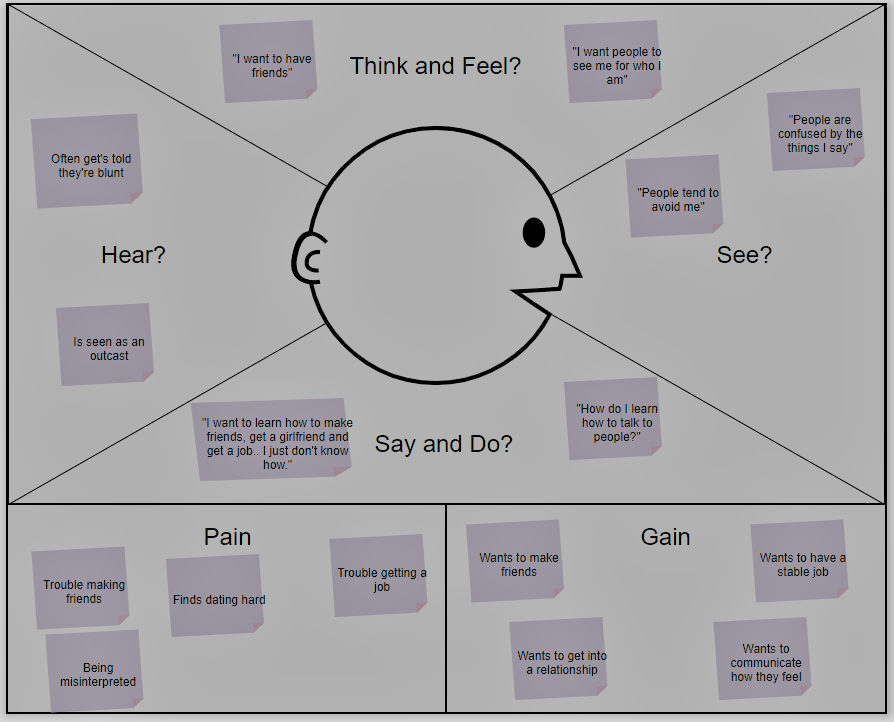 "I want to have
friends"
Think and Feel?
"I want people to
see me for who I
am"
Often get's told
they're blunt
Hear?
Is seen as an
outcast
"People are
confused by the
things I say"
"People tend to
avoid me"
See?
"I want to learn how to make
friends, get a girlfriend and
get a job.. I just don't know
how."
Say and Do?
"How do I learn
how to talk to
people?"
Pain
Trouble making
friends
Finds dating hard
Trouble getting a
job
Being
misinterpreted
Gain
Wants to make
friends
Wants to have a
stable job
Wants to get into
a relationship
Wants to
communicate
how they feel